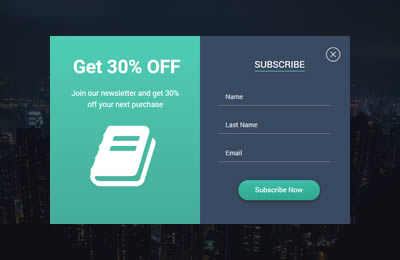 Get 30% OFF
Join our newsletter and get 30%
off your next purchase
SUBSCRIBE
Name
Last Name
Email
Subscribe Now